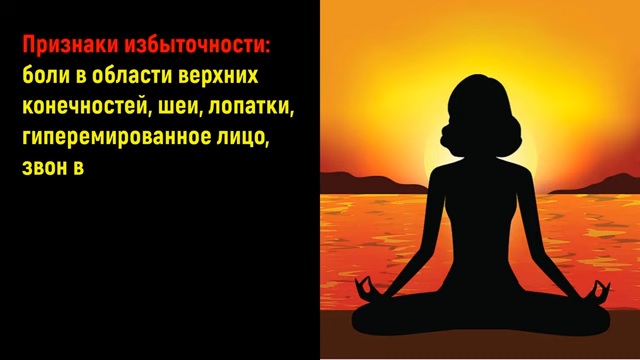 Признаки избыточности:
боли в области верхних
конечностей, шеи, лопатки,
гиперемированное лицо,
звон в